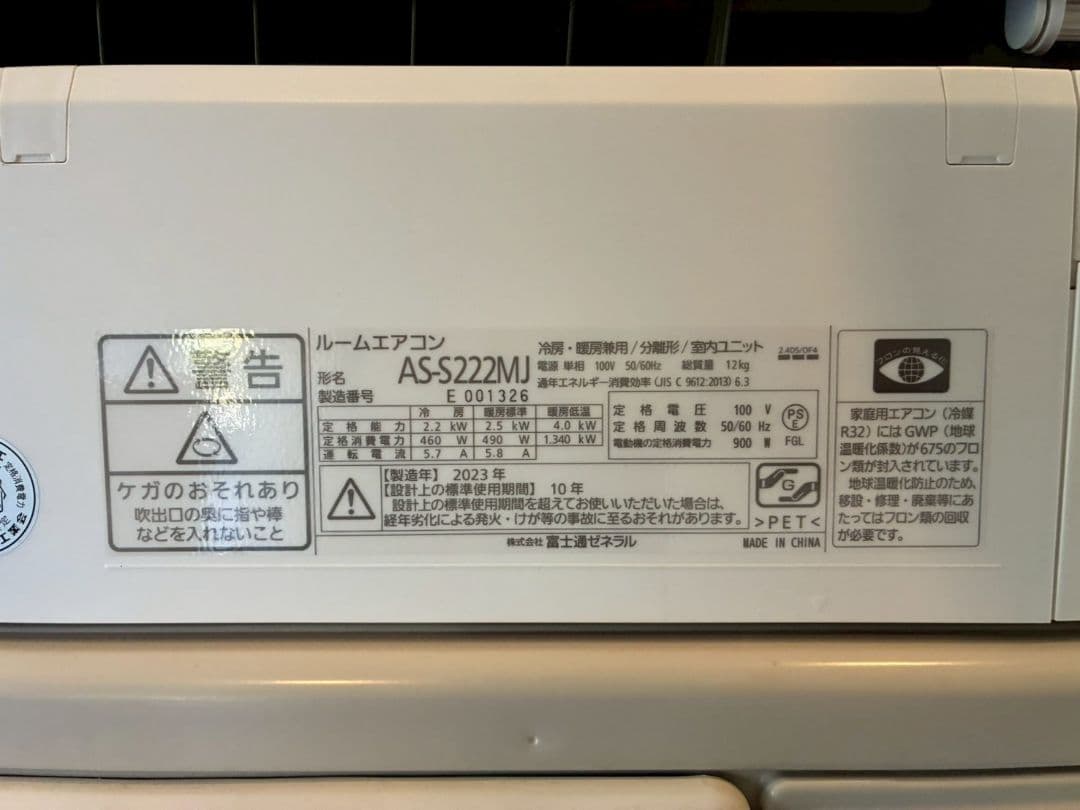 警告
ケガのおそれあり
吹出口の奥に指や棒
などを入れないこと
ルームエアコン
形名 AS-S222MJ
製造番号 E 001326
冷房・暖房兼用/分離形/室内ユニット
電源 単相 100V 50/60Hz 総質量 12kg
通年エネルギー消費効率(JIS C 9612:2013) 6.3
2.4DS/OF4
冷房 暖房標準 暖房低温
定格能力 2.2 kW 2.5 kW 4.0 kW
定格消費電力 460 W 490 W 1,340 kW
運転電流 5.7 A 5.8 A
定格電圧 100 V
定格周波数 50/60 Hz
電動機の定格消費電力 900 W
PS
E
FGL
【製造年】 2023年
【設計上の標準使用期間】 10年
設計上の標準使用期間を超えてお使いいただいた場合は、
経年劣化による発火・けが等の事故に至るおそれがあります。
G
>PET<
株式会社 富士通ゼネラル
MADE IN CHINA
フロンの見える化
家庭用エアコン(冷媒
R32)にはGWP(地球
温暖化係数)が675のフロ
ン類が封入されています。
地球温暖化防止のため、
移設・修理・廃棄等にあ
たってはフロン類の回収
が必要です。
定格消費電力